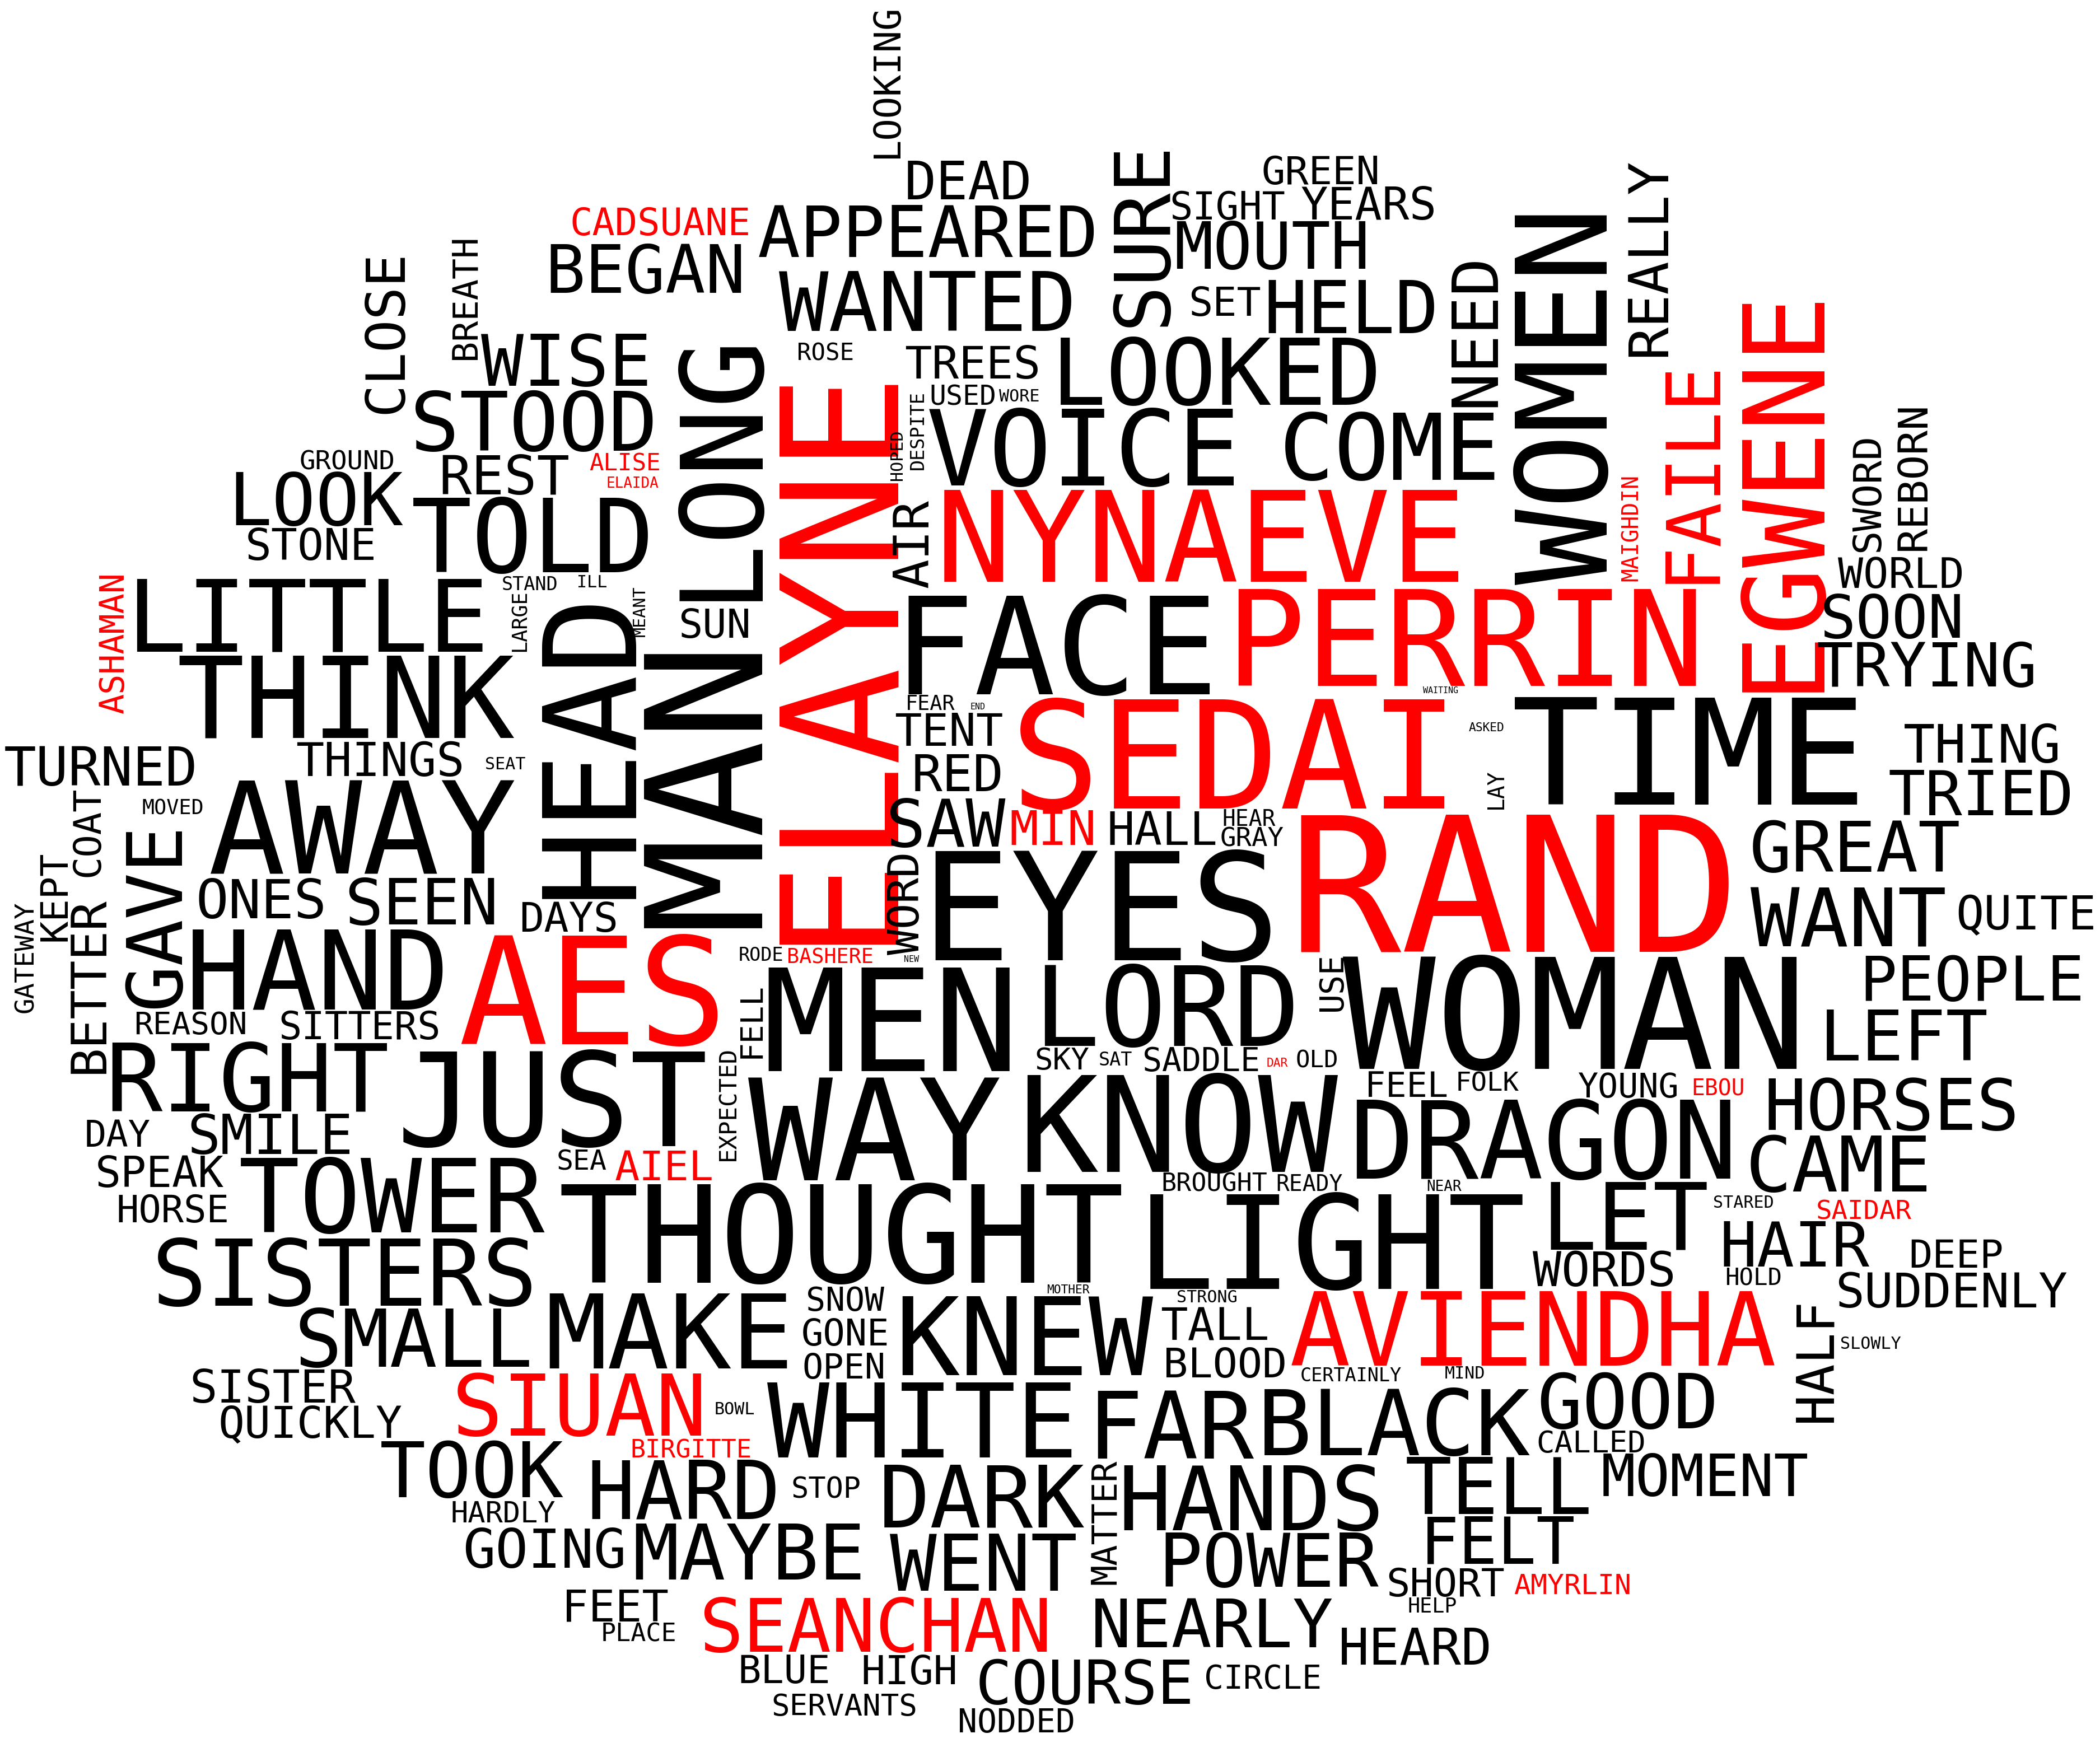 LOOKING
DEAD
GREEN
SURE
SIGHT YEARS
REALLY
CADSUANE
APPEARED
MOUTH
WOMEN
BEGAN
BREATH
CLOSE
WANTED
SET
HELD
NEED
EGWENE
WISE
ROSE
TREES
LOOKED
LONG
USED
WORE
FAILE
STOOD
ELAYNE
DESPITE
VOICE
COME
HOPED
SWORD
REBORN
GROUND
REST
ALISE
ELAIDA
LOOK
TOLD
AIR
NYNAEVE
MAIGHDIN
STONE
WORLD
ASHAMAN
LITTLE
STAND
ILL
LARGE
MEANT
SUN
FACE
PERRIN
SOON
THINK
HEAD
MAN
TRYING
FEAR
END
WAITING
TENT
SEDAI
ASKED
TIME
TURNED
THINGS
SEAT
RED
LAY
THING
TRIED
MOVED
AWAY
COAT
SAW
MIN
HALL
HEAR
GRAY
RAND
GREAT
GAVE
KEPT
ONES
SEEN
DAYS
WORD
EYES
WANT
QUITE
GATEWAY
BETTER
HAND
AES
RODE
BASHERE
NEW
MEN
LORD
USE
WOMAN
PEOPLE
REASON
SITTERS
FELL
LEFT
RIGHT
JUST
EXPECTED
SKY
SAT
SADDLE
DAR
OLD
WAY
KNOW
FEEL
FOLK
YOUNG
EBOU
HORSES
DAY
SMILE
DRAGON
SPEAK
SEA
AIEL
CAME
HORSE
TOWER
THOUGHT
BROUGHT
READY
NEAR
LIGHT
LET
STARED
SAIDAR
SISTERS
HAIR
DEEP
WORDS
HOLD
SUDDENLY
SMALL
MAKE
SNOW
MOTHER
STRONG
GONE
KNEW
TALL
AVIENDHA
HALF
SLOWLY
OPEN
BLOOD
SISTER
CERTAINLY
MIND
QUICKLY
SIUAN
BOWL
WHITE
FAR
BLACK
GOOD
BIRGITTE
CALLED
TOOK
HARD
STOP
DARK
MATTER
HANDS
TELL
MOMENT
HARDLY
GOING
MAYBE
WENT
POWER
FELT
FEET
SHORT
AMYRLIN
PLACE
SEANCHAN
NEARLY
HELP
HEARD
BLUE
HIGH
COURSE
CIRCLE
SERVANTS
NODDED